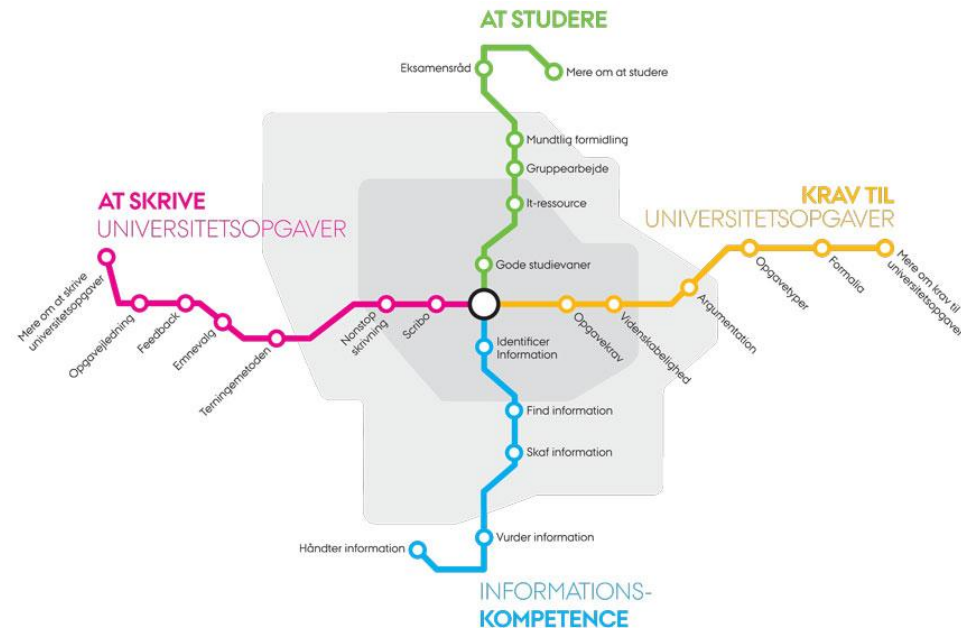 AT STUDERE
Eksamensråd
Mere om at studere
Mundtlig formidling
Gruppearbejde
It-ressource
Gode studievaner
AT SKRIVE
UNIVERSITETSOPGAVER
Mere om at skrive
universitetsopgaver
Opgavejledning
Feedback
Emnevalg
Terningemetoden
Nonstop
skrivning
Scribo
KRAV TIL
UNIVERSITETSOPGAVER
Opgavekrav
Videnskabelighed
Argumentation
Opgavetyper
Formalia
Mere om krav til
universitetsopgaver
Identificer
Information
Find information
Skaf information
Vurder information
Håndter information
INFORMATIONS-
KOMPETENCE